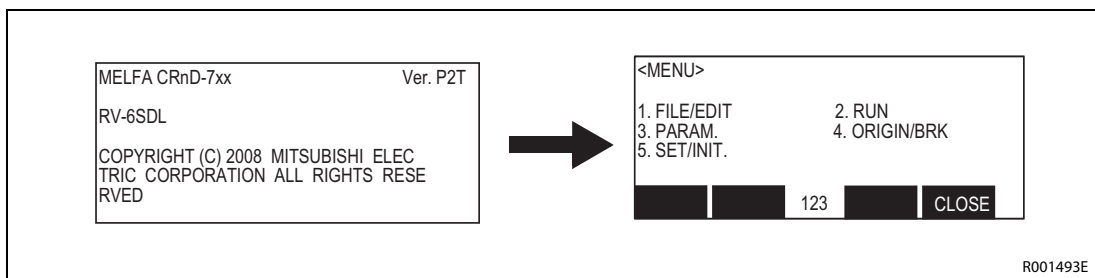 MELFA CRnD-7xx Ver. P2T
RV-6SDL
COPYRIGHT (C) 2008 MITSUBISHI ELEC
TRIC CORPORATION ALL RIGHTS RESE
RVED
<MENU>
1. FILE/EDIT 2. RUN
3. PARAM. 4. ORIGIN/BRK
5. SET/INIT.
123 CLOSE
R001493E